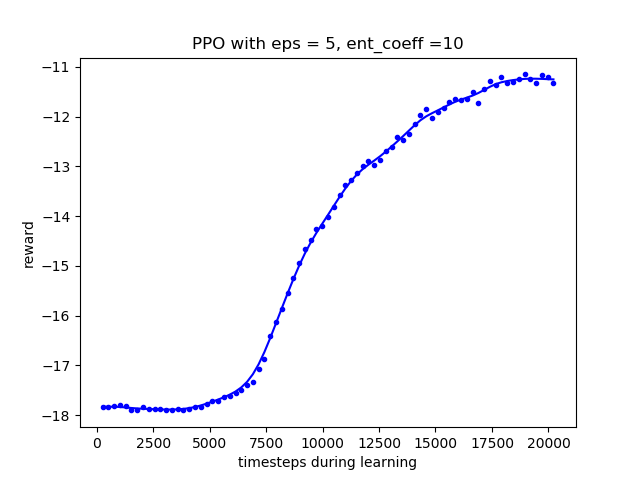 PPO with eps = 5, ent_coeff =10
−11
−12
−13
−14
−15
−16
−17
−18
reward
0 2500 5000 7500 10000 12500 15000 17500 20000
timesteps during learning